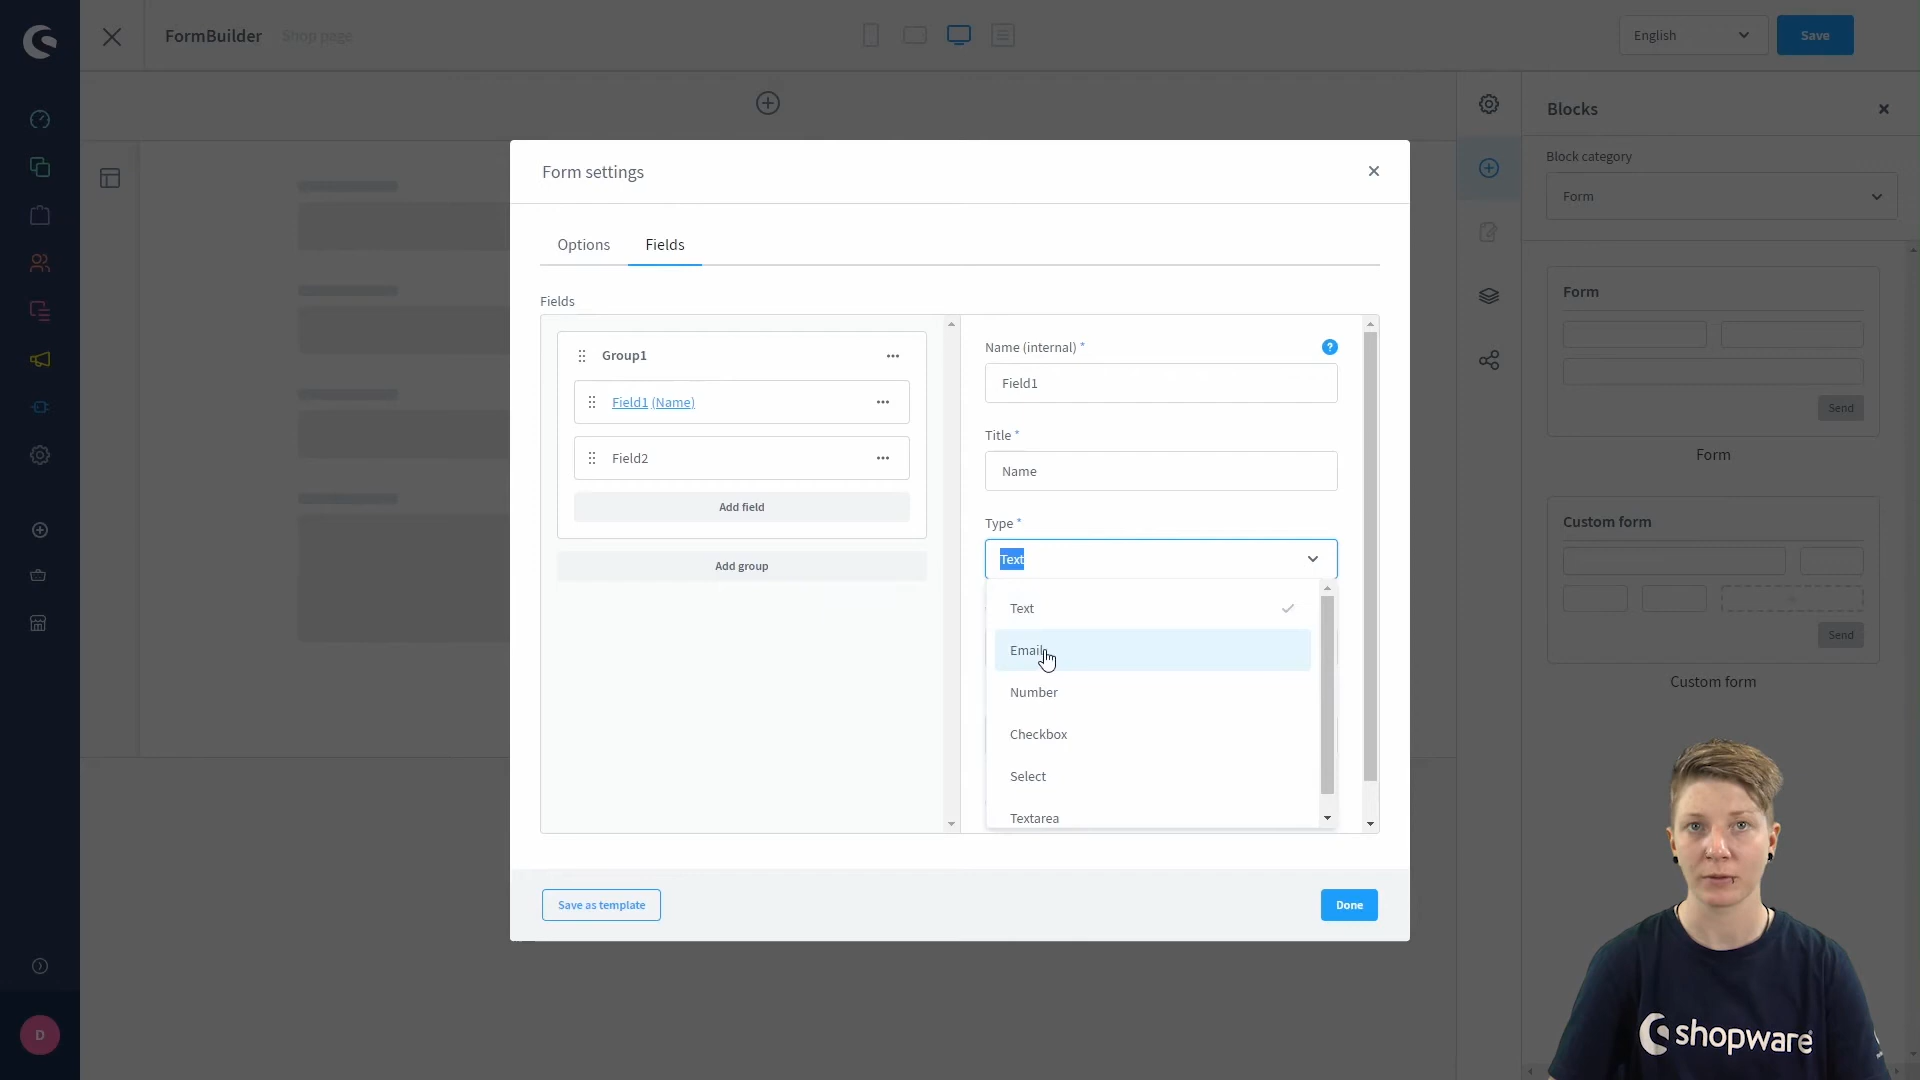 FormBuilder
Shop page
English
Save
Blocks
Block category
Form
Form
Send
Form
Custom form
Send
Custom form
Form settings
Options
Fields
Fields
Group1
Field1 (Name)
Field2
Add field
Add group
Name (internal) *
?
Field1
Title *
Name
Type *
Text
Text
Email
Number
Checkbox
Select
Textarea
Save as template
Done
D
shopware